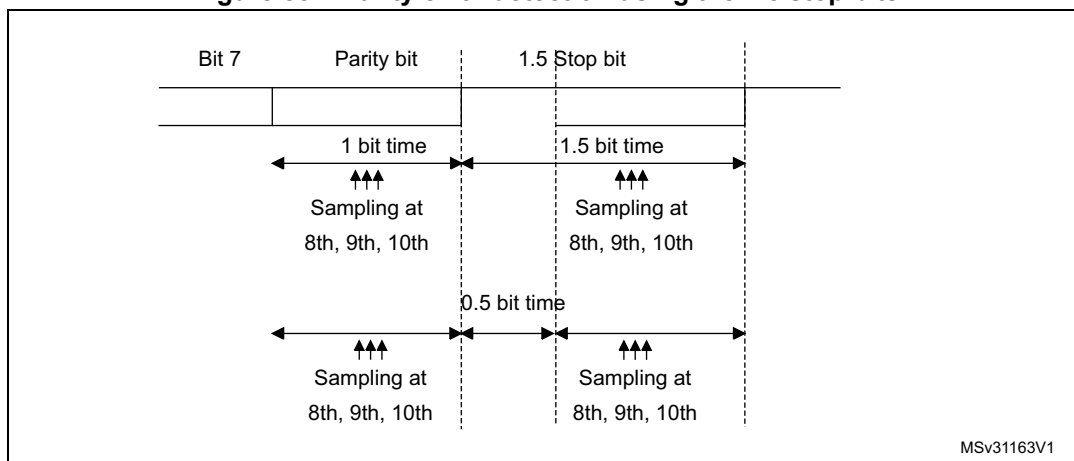 Bit 7 Parity bit 1.5 Stop bit
1 bit time 1.5 bit time
Sampling at Sampling at
8th, 9th, 10th 8th, 9th, 10th
0.5 bit time
Sampling at Sampling at
8th, 9th, 10th 8th, 9th, 10th
MSv31163V1